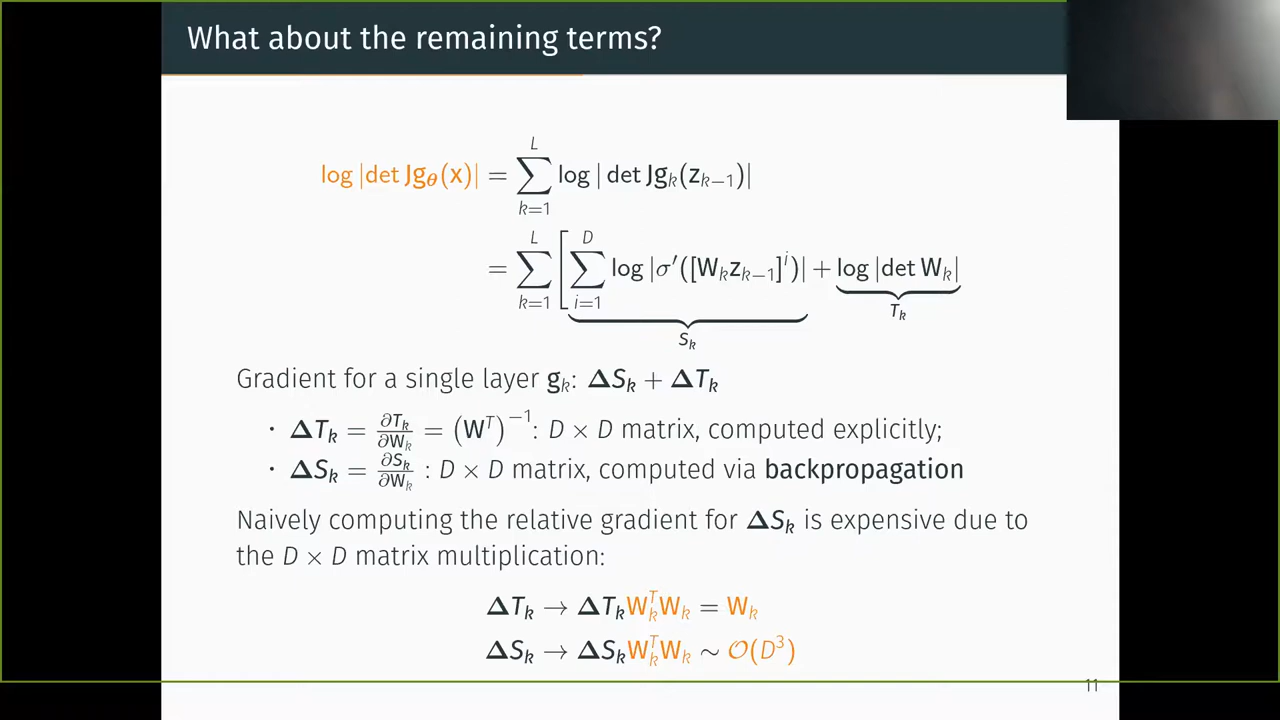 What about the remaining terms?
log |det Jg_θ(x)| = ∑_{k=1}^{L} log | det Jg_k(z_{k−1})|
= ∑_{k=1}^{L} [ ∑_{i=1}^{D} log |σ′([W_k z_{k−1}]^i)| + log |det W_k|
S_k
T_k
Gradient for a single layer g_k: ΔS_k + ΔT_k
• ΔT_k = ∂T_k/∂W_k = (W^T)^{−1}: D × D matrix, computed explicitly;
• ΔS_k = ∂S_k/∂W_k : D × D matrix, computed via backpropagation
Naively computing the relative gradient for ΔS_k is expensive due to
the D × D matrix multiplication:
ΔT_k → ΔT_k W_k^T W_k = W_k
ΔS_k → ΔS_k W_k^T W_k ∼ O(D^3)
11